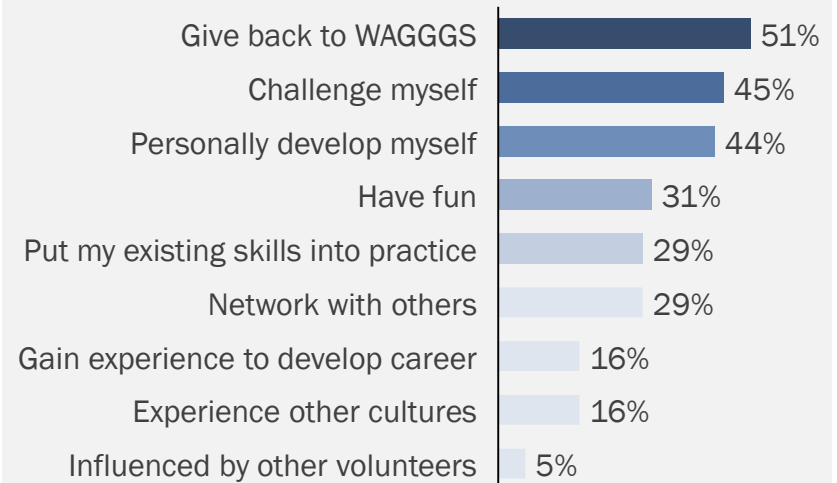 Give back to WAGGGS 51%
Challenge myself 45%
Personally develop myself 44%
Have fun 31%
Put my existing skills into practice 29%
Network with others 29%
Gain experience to develop career 16%
Experience other cultures 16%
Influenced by other volunteers 5%